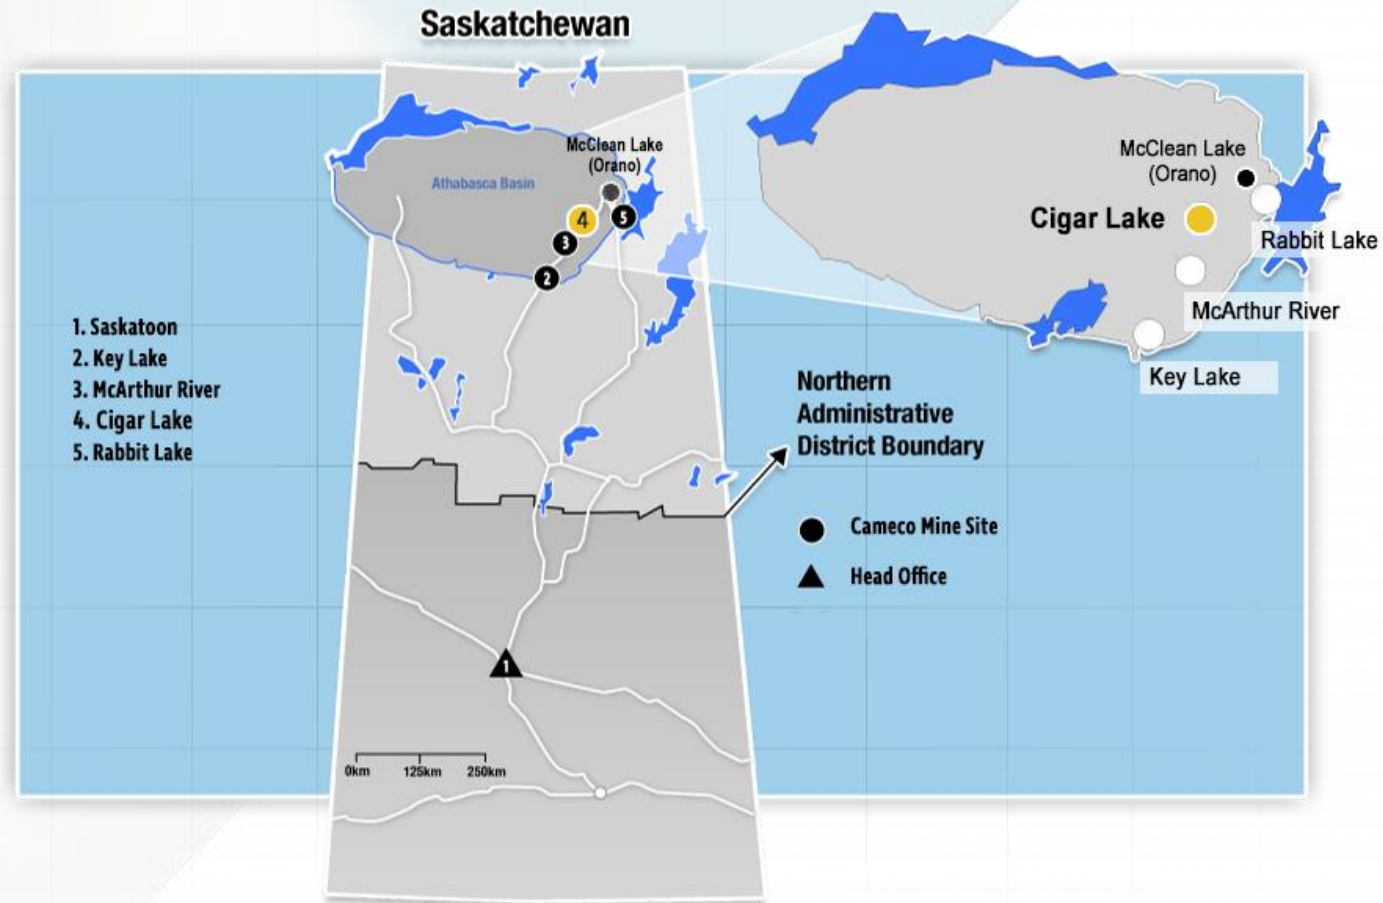 Saskatchewan
McClean Lake
(Orano)
Athabasca Basin
4
5
3
2
1. Saskatoon
2. Key Lake
3. McArthur River
4. Cigar Lake
5. Rabbit Lake
1
0km 125km 250km
McClean Lake
(Orano)
Cigar Lake
Rabbit Lake
McArthur River
Key Lake
Northern
Administrative
District Boundary
Cameco Mine Site
Head Office